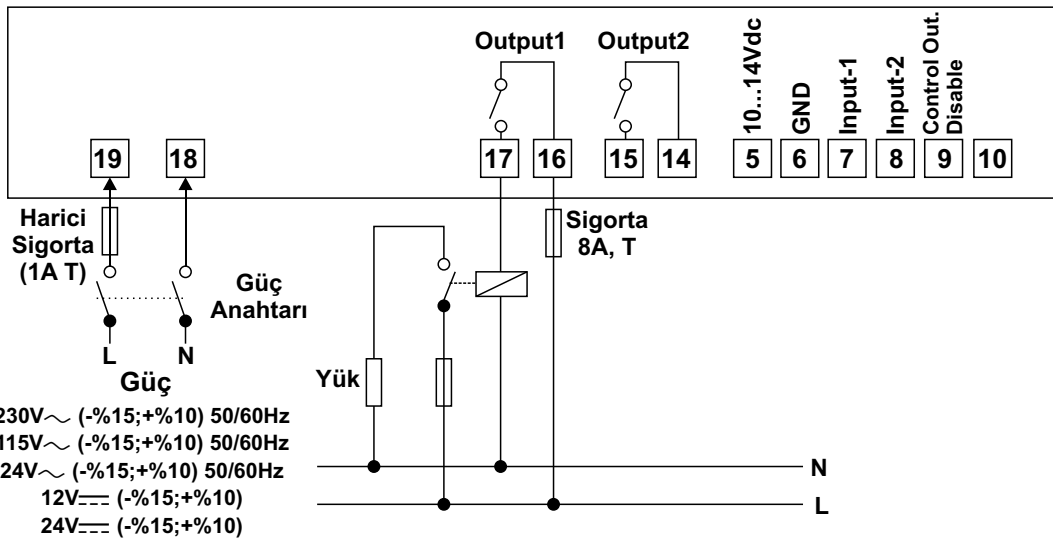 Output1
Output2
10...14Vdc
GND
Input-1
Input-2
Control Out.
Disable
19
18
17
16
15
14
5
6
7
8
9
10
Harici
Sigorta
(1A T)
Güç
Anahtarı
Sigorta
8A, T
L
N
Güç
Yük
230V (-%15;+%10) 50/60Hz
115V (-%15;+%10) 50/60Hz
24V (-%15;+%10) 50/60Hz
12V (-%15;+%10)
24V (-%15;+%10)
N
L